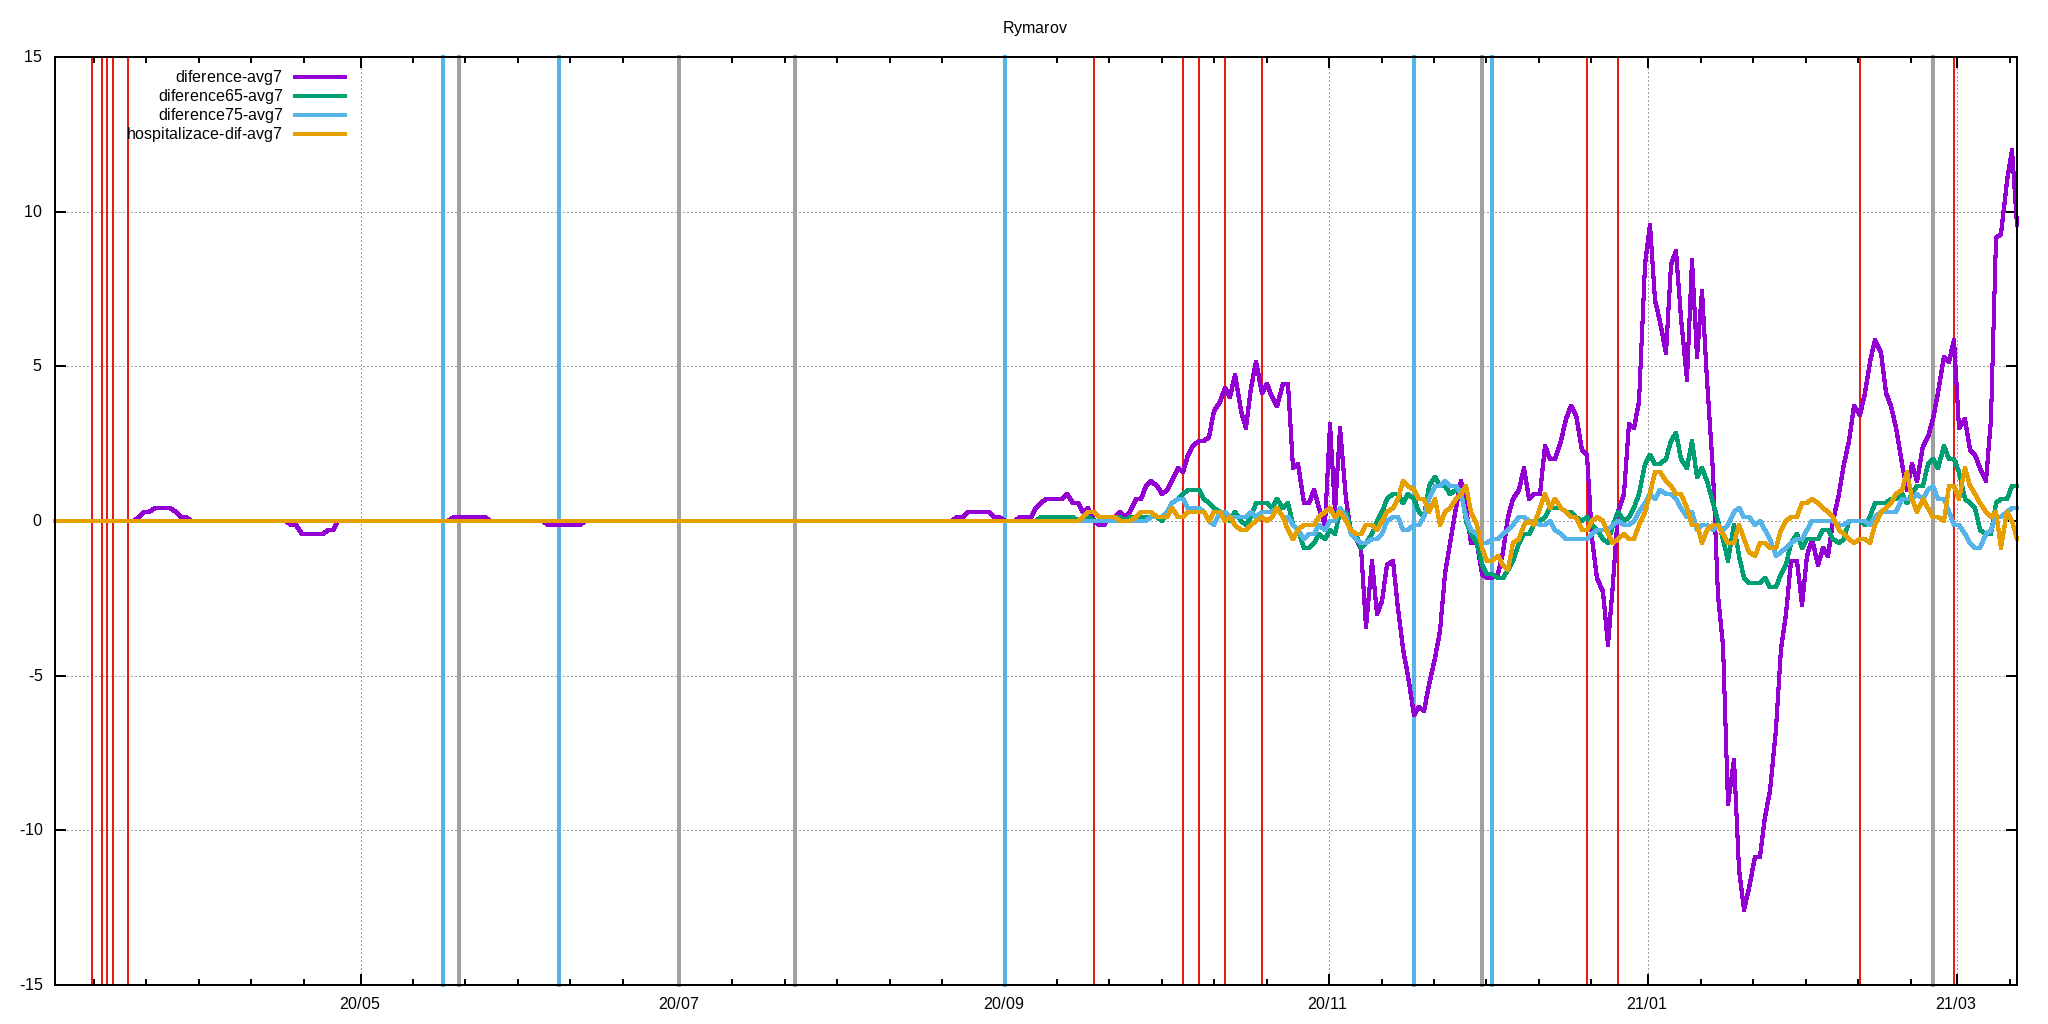 Rymarov
15
diference-avg7
diference65-avg7
diference75-avg7
hospitalizace-dif-avg7
10
5
0
-5
-10
-15
20/05 20/07 20/09 20/11 21/01 21/03